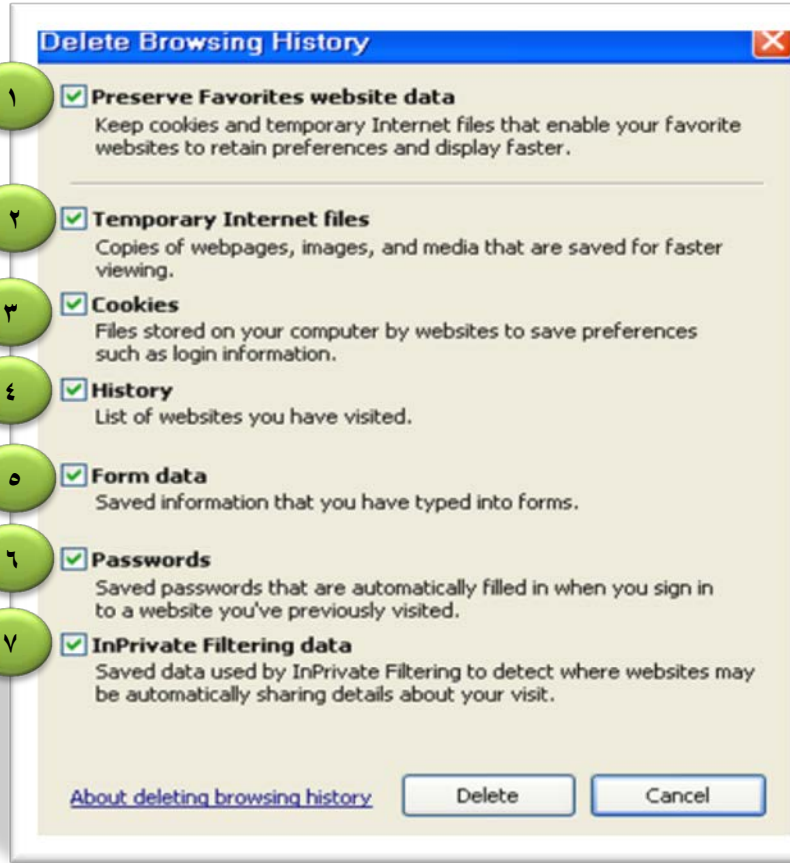 Delete Browsing History
١
Preserve Favorites website data
Keep cookies and temporary Internet files that enable your favorite
websites to retain preferences and display faster.
٢
Temporary Internet files
Copies of webpages, images, and media that are saved for faster
viewing.
٣
Cookies
Files stored on your computer by websites to save preferences
such as login information.
٤
History
List of websites you have visited.
٥
Form data
Saved information that you have typed into forms.
٦
Passwords
Saved passwords that are automatically filled in when you sign in
to a website you've previously visited.
٧
InPrivate Filtering data
Saved data used by InPrivate Filtering to detect where websites may
be automatically sharing details about your visit.
About deleting browsing history Delete Cancel